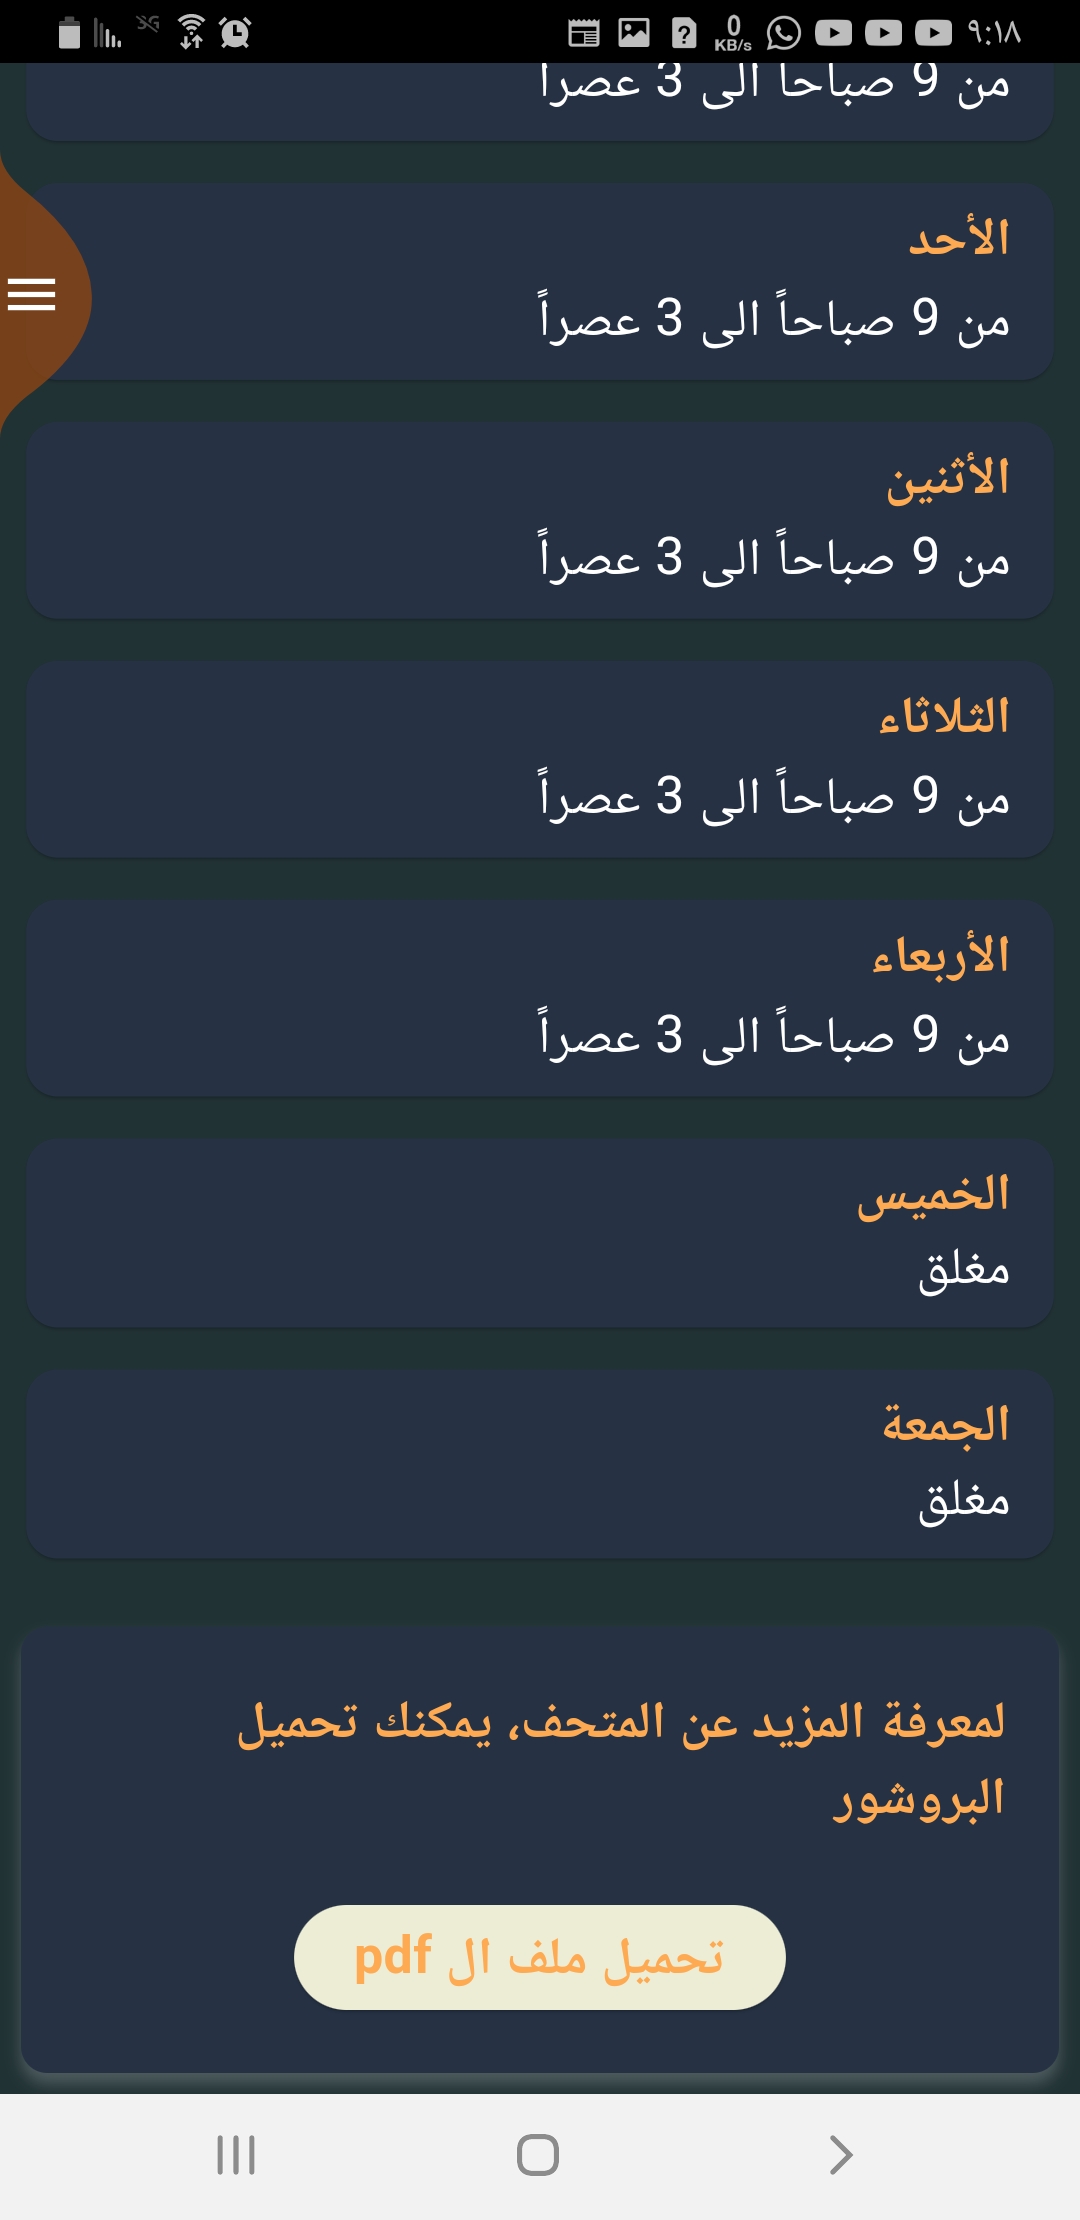 0
KB/s
٩:١٨
من 9 صباحاً الى 3 عصراً
الأحد
من 9 صباحاً الى 3 عصراً
الأثنين
من 9 صباحاً الى 3 عصراً
الثلاثاء
من 9 صباحاً الى 3 عصراً
الأربعاء
من 9 صباحاً الى 3 عصراً
الخميس
مغلق
الجمعة
مغلق
لمعرفة المزيد عن المتحف، يمكنك تحميل
البروشور
تحميل ملف ال pdf